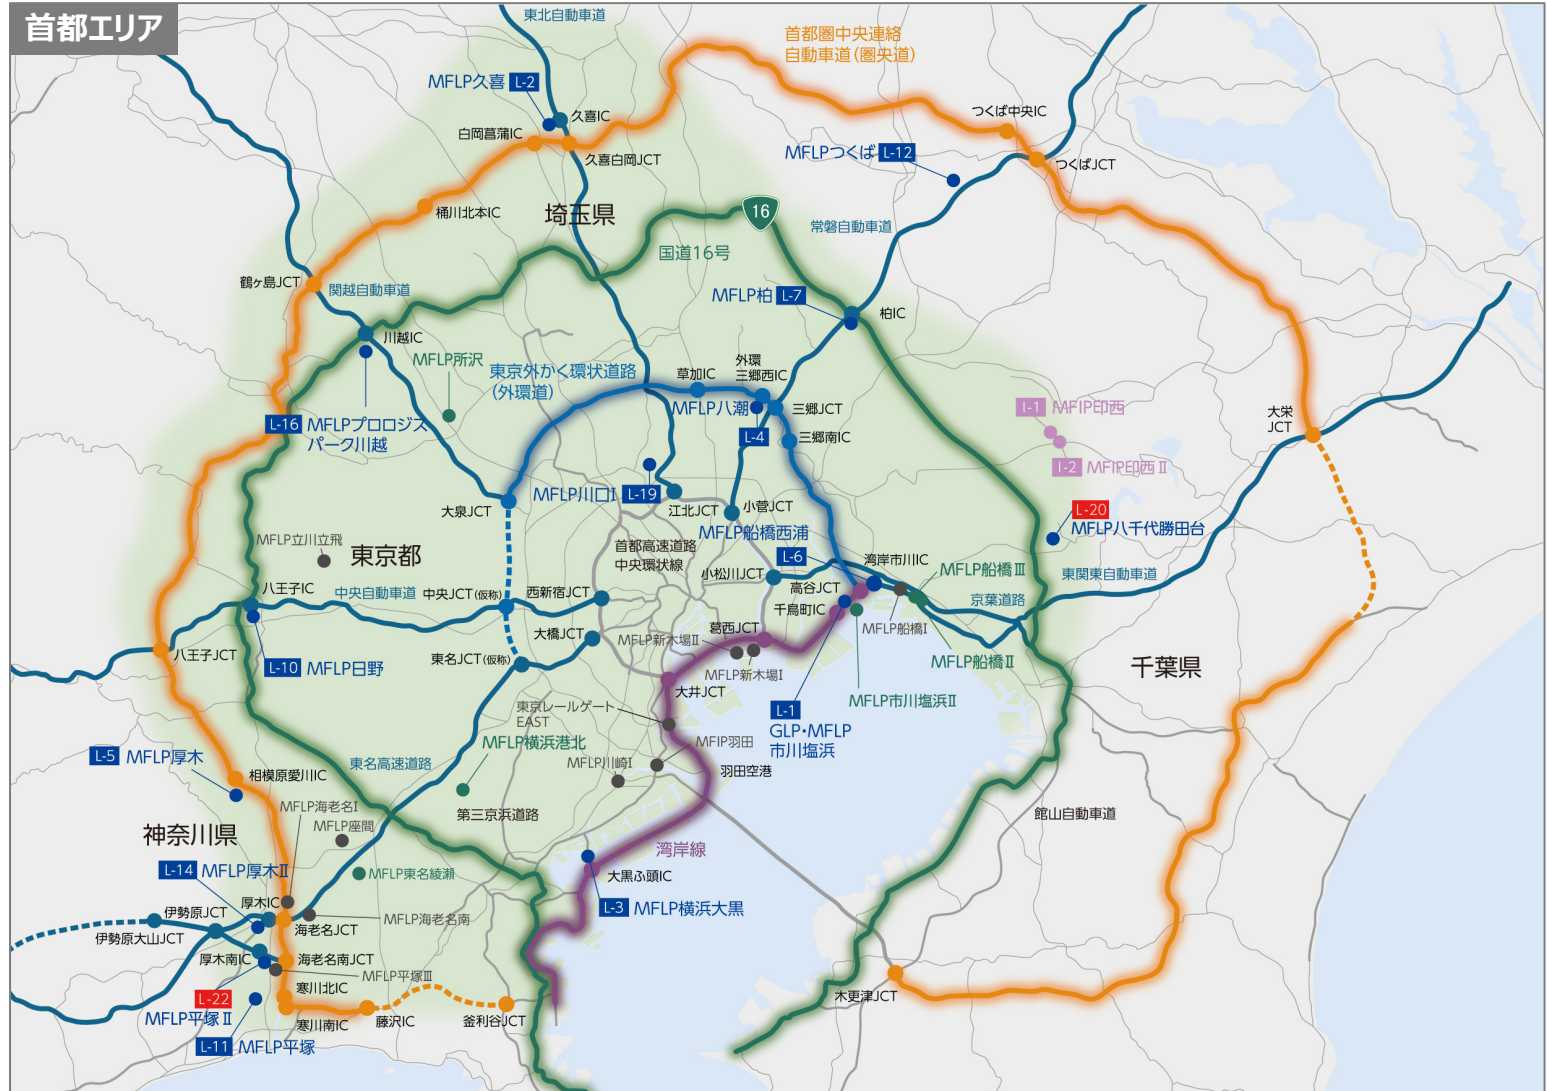 首都エリア
東北自動車道
首都圏中央連絡
自動車道(圏央道)
MFLP久喜 L-2
久喜IC
白岡菖蒲IC
久喜白岡JCT
つくば中央IC
MFLPつくば L-12
つくばJCT
桶川北本IC
埼玉県
16
国道16号
常磐自動車道
鶴ヶ島JCT
関越自動車道
MFLP柏 L-7
柏IC
川越IC
MFLP所沢
東京外かく環状道路
(外環道)
草加IC
外環
三郷西IC
MFLP八潮
L-4
三郷JCT
三郷南IC
I-1 MFIP印西
I-2 MFIP印西Ⅱ
大栄
JCT
L-16 MFLPプロロジス
パーク川越
MFLP川口Ⅰ L-19
大泉JCT
江北JCT
小菅JCT
L-20
MFLP八千代勝田台
MFLP立川立飛
東京都
首都高速道路
中央環状線
MFLP船橋西浦
L-6
湾岸市川IC
小松川JCT
高谷JCT
MFLP船橋Ⅲ
東関東自動車道
八王子IC
中央自動車道
中央JCT(仮称)
西新宿JCT
千鳥町IC
京葉道路
大橋JCT
葛西JCT
MFLP新木場Ⅱ
MFLP船橋Ⅰ
八王子JCT
L-10 MFLP日野
東名JCT(仮称)
MFLP新木場Ⅰ
MFLP船橋Ⅱ
千葉県
大井JCT
MFLP市川塩浜Ⅱ
東京レールゲート
EAST
L-1
GLP・MFLP
市川塩浜
L-5 MFLP厚木
相模原愛川IC
東名高速道路
MFLP横浜港北
MFIP羽田
MFLP川崎Ⅰ
羽田空港
MFLP海老名Ⅰ
第三京浜道路
館山自動車道
神奈川県
MFLP座間
湾岸線
L-14 MFLP厚木Ⅱ
MFLP東名綾瀬
大黒ふ頭IC
厚木IC
伊勢原JCT
L-3 MFLP横浜大黒
MFLP海老名南
海老名JCT
伊勢原大山JCT
厚木南IC
海老名南JCT
MFLP平塚Ⅲ
寒川北IC
L-22
MFLP平塚Ⅱ
木更津JCT
寒川南IC
藤沢IC
釜利谷JCT
L-11 MFLP平塚